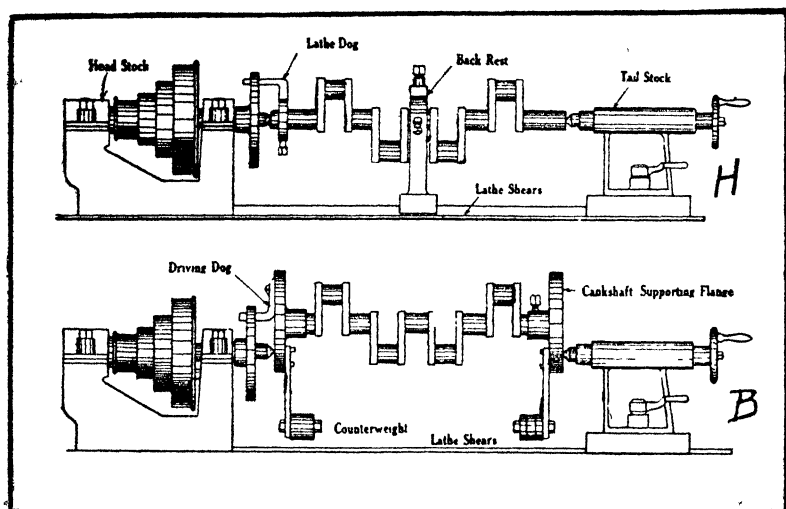 Lathe Dog
Head Stock
Back Rest
Tail Stock
H
Lathe Shears
Driving Dog
Crankshaft Supporting Flange
B
Counterweight
Lathe Shears